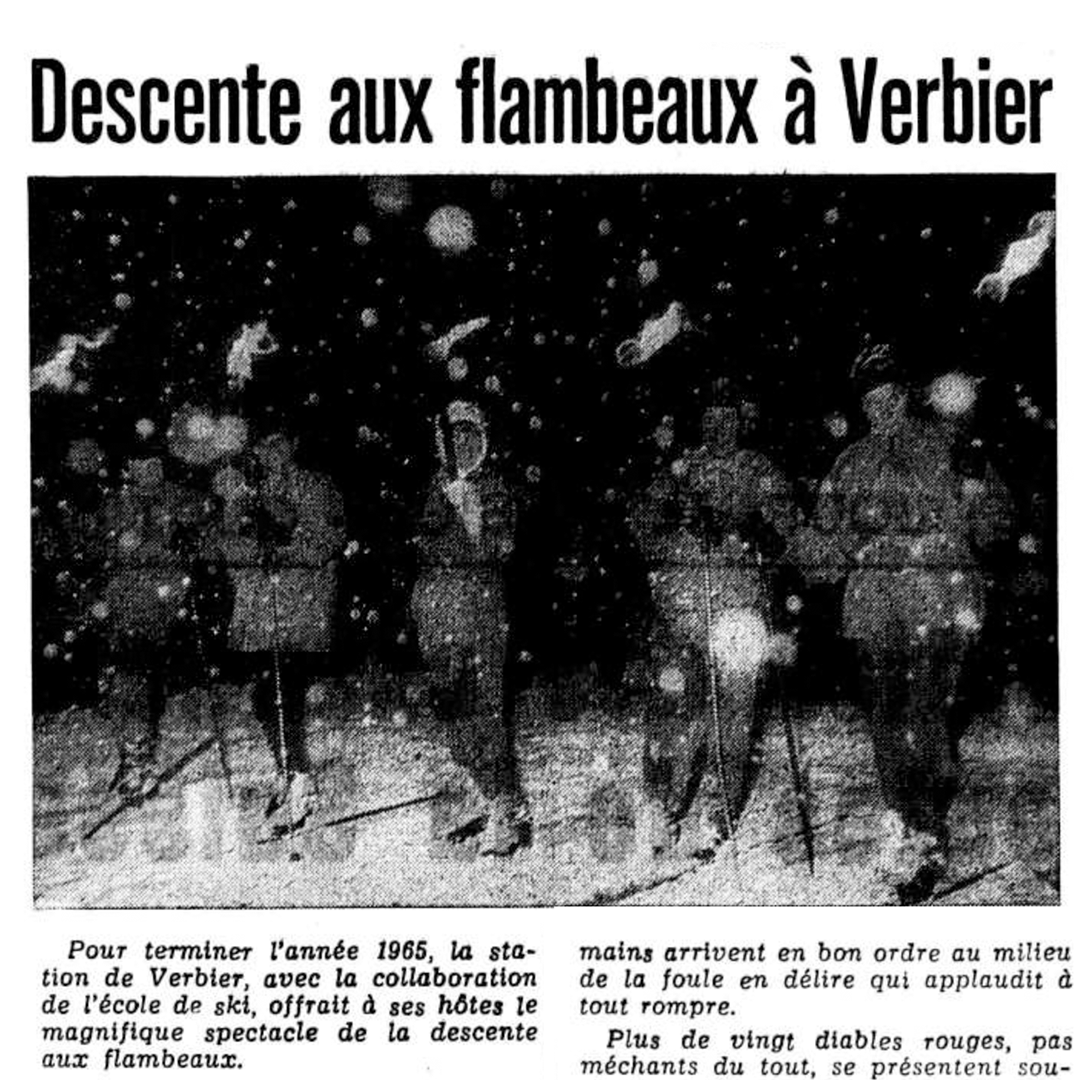 Descente aux flambeaux à Verbier
Pour terminer l'année 1965, la sta-
tion de Verbier, avec la collaboration
de l'école de ski, offrait à ses hôtes le
magnifique spectacle de la descente
aux flambeaux.
mains arrivent en bon ordre au milieu
de la foule en délire qui applaudit à
tout rompre.
Plus de vingt diables rouges, pas
méchants du tout, se présentent sou-